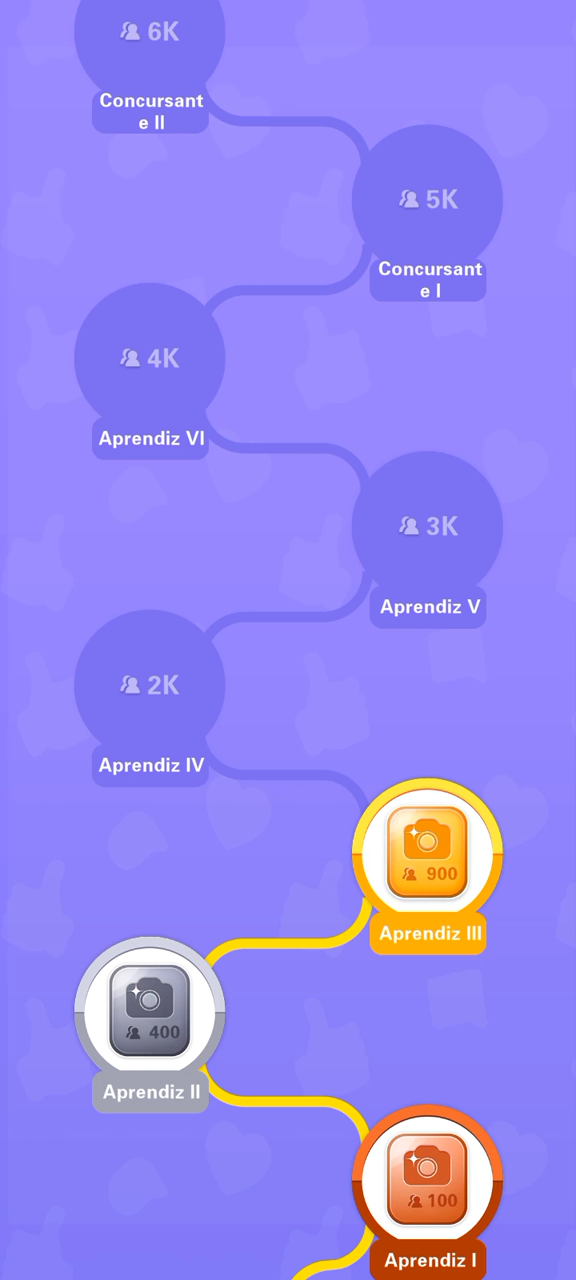 6K
Concursant
e II
5K
Concursant
e I
4K
Aprendiz VI
3K
Aprendiz V
2K
Aprendiz IV
900
Aprendiz III
400
Aprendiz II
100
Aprendiz I